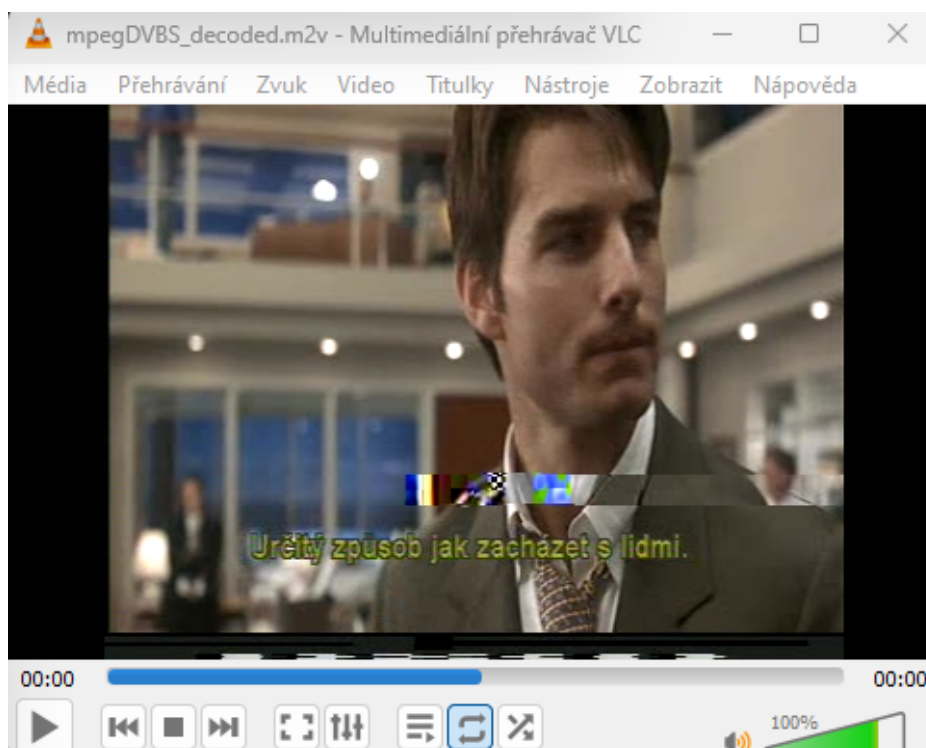 mpegDVBS_decoded.m2v - Multimediální přehrávač VLC
Média Přehrávání Zvuk Video Titulky Nástroje Zobrazit Nápověda
Určitý způsob jak zacházet s lidmi.
00:00 00:00
100%